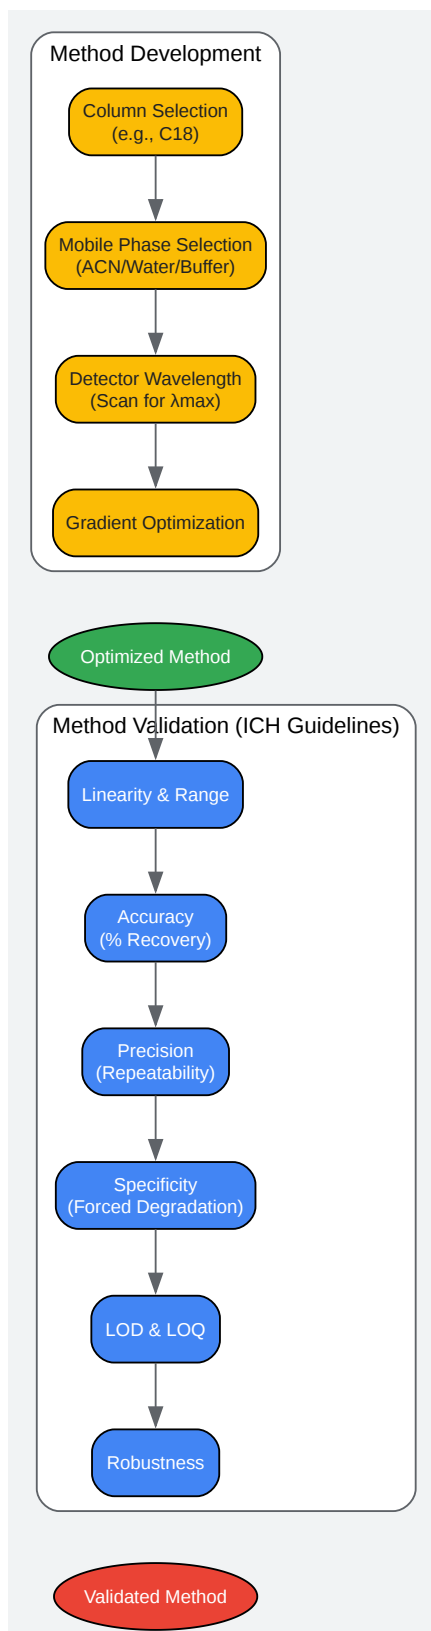 Method Development
Column Selection
(e.g., C18)
Mobile Phase Selection
(ACN/Water/Buffer)
Detector Wavelength
(Scan for λmax)
Gradient Optimization
Optimized Method
Method Validation (ICH Guidelines)
Linearity & Range
Accuracy
(% Recovery)
Precision
(Repeatability)
Specificity
(Forced Degradation)
LOD & LOQ
Robustness
Validated Method